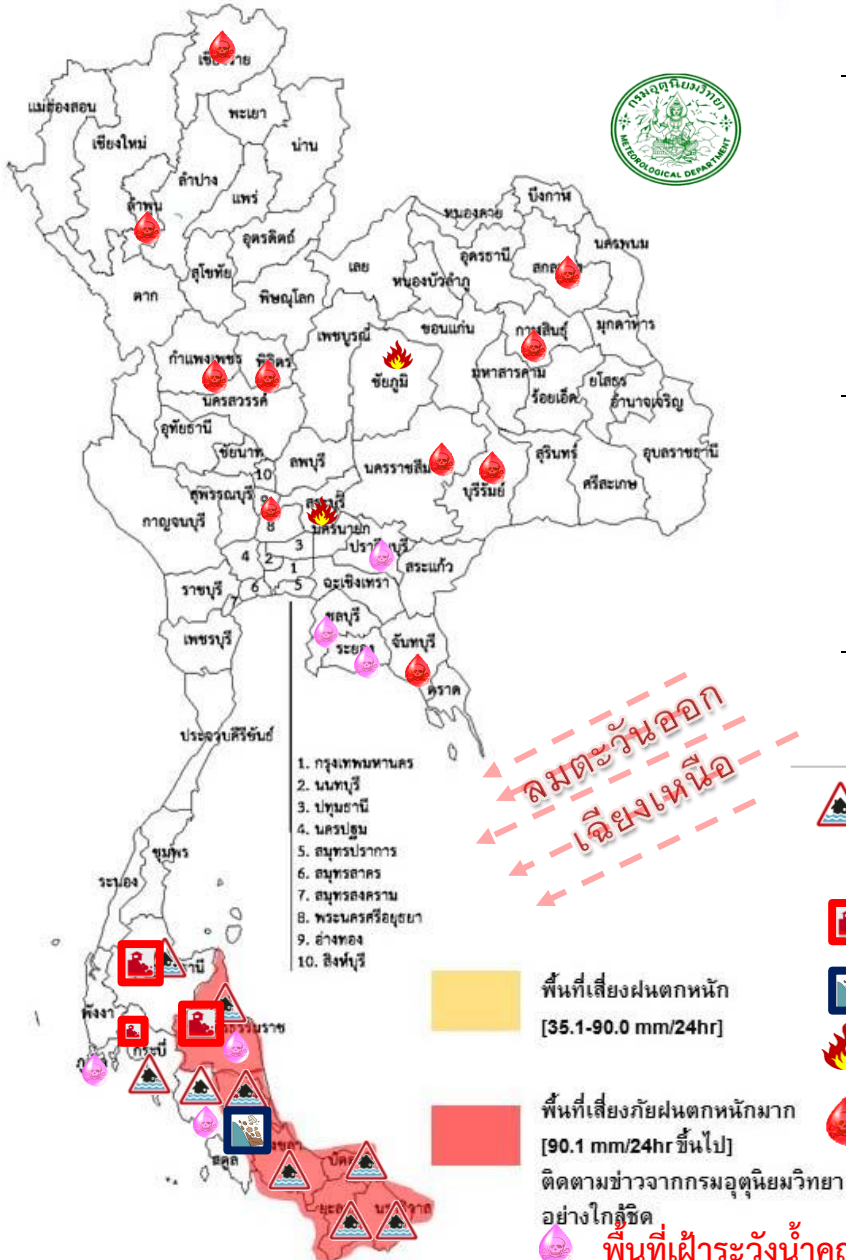 เชียงราย
แม่ฮ่องสอน
พะเยา
เชียงใหม่
น่าน
ลำปาง
แพร่
ลำพูน
อุตรดิตถ์
สุโขทัย
ตาก
พิษณุโลก
กรมอุตุนิยมวิทยา
METEOROLOGICAL DEPARTMENT
บึงกาฬ
หนองคาย
นครพนม
อุดรธานี
เลย
หนองบัวลำภู
เพชรบูรณ์
ขอนแก่น
กาฬสินธุ์
มุกดาหาร
กำแพงเพชร
พิจิตร
ชัยภูมิ
มหาสารคาม
ร้อยเอ็ด
ยโสธร
อำนาจเจริญ
นครสวรรค์
อุทัยธานี
ชัยนาท
ลพบุรี
นครราชสีมา
บุรีรัมย์
สุรินทร์
ศรีสะเกษ
อุบลราชธานี
10
สุพรรณบุรี
กาญจนบุรี
8
นครนายก
3
4
2
1
5
6
7
สระแก้ว
ฉะเชิงเทรา
ราชบุรี
เพชรบุรี
ชลบุรี
ระยอง
จันทบุรี
ตราด
ประจวบคีรีขันธ์
ลมตะวันออก
เฉียงเหนือ
1. กรุงเทพมหานคร
2. นนทบุรี
3. ปทุมธานี
4. นครปฐม
5. สมุทรปราการ
6. สมุทรสาคร
7. สมุทรสงคราม
8. พระนครศรีอยุธยา
9. อ่างทอง
10. สิงห์บุรี
ชุมพร
ระนอง
พังงา
กระบี่
สตูล
พื้นที่เสี่ยงฝนตกหนัก
[35.1-90.0 mm/24hr]
พื้นที่เสี่ยงภัยฝนตกหนักมาก
[90.1 mm/24hr ขึ้นไป]
ติดตามข่าวจากกรมอุตุนิยมวิทยา
อย่างใกล้ชิด
พื้นที่เฝ้าระวังน้ำ